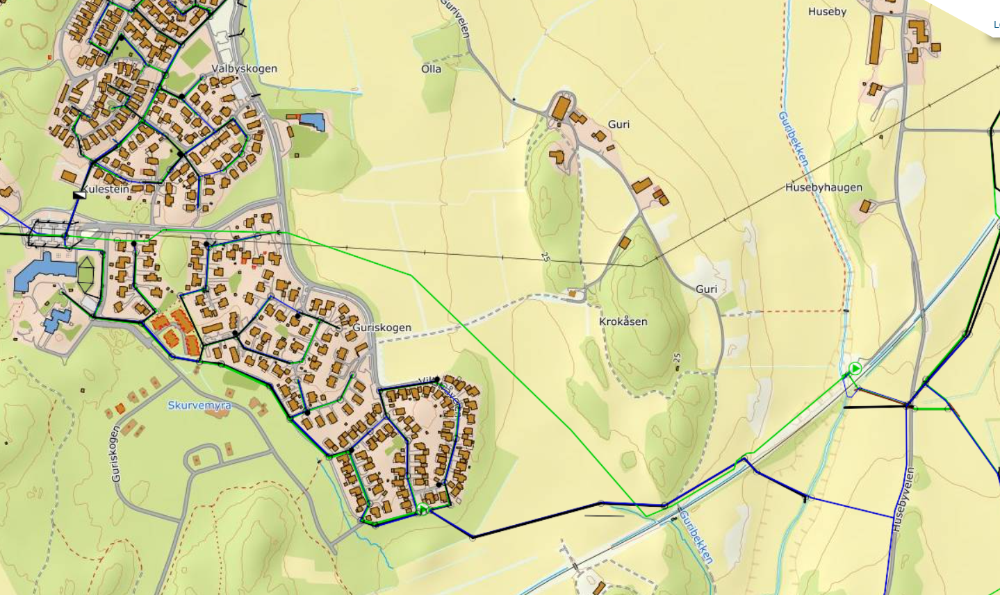 Huseby
Guriveien
Valbyskogen
Olla
Guri
Guribekken
Kulestein
Husebyhaugen
25
Guri
Guriskogen
Krokåsen
25
Skurvemyra
Guriskogen
Husebyveien
Guribekken